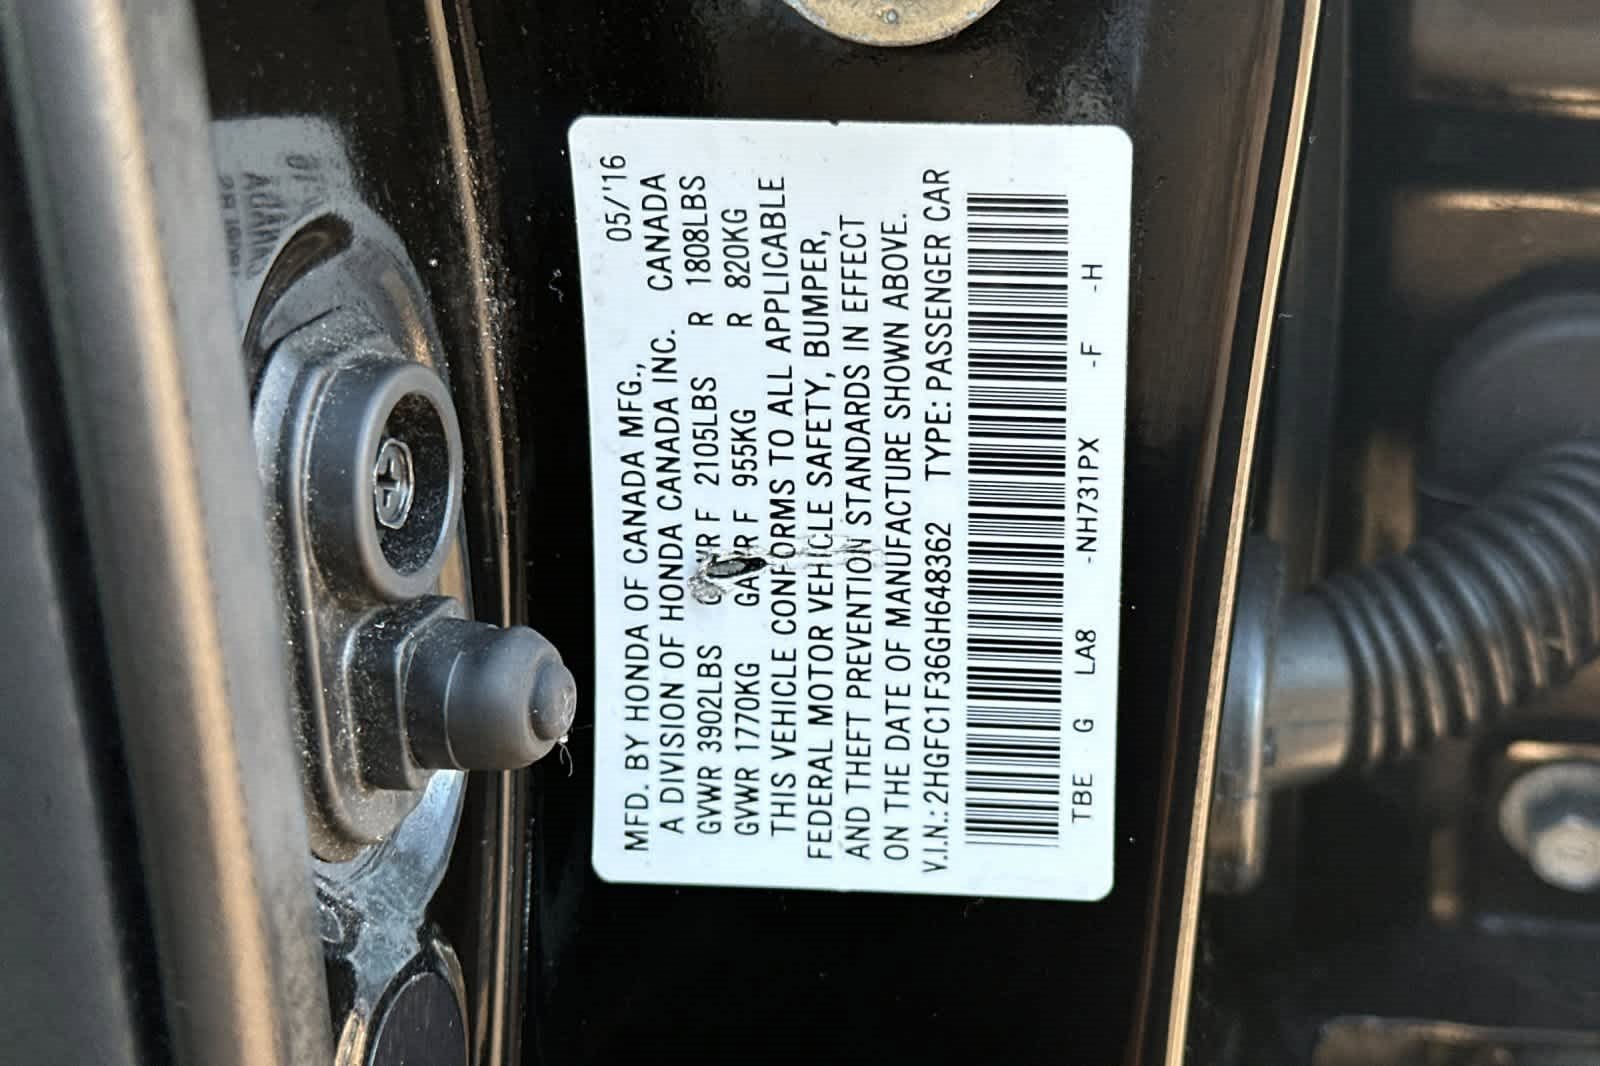 05/'16
MFD. BY HONDA OF CANADA MFG.,
A DIVISION OF HONDA CANADA INC. CANADA
GVWR 3902LBS F 2105LBS R 1808LBS
GVWR 1770KG F 955KG R 820KG
THIS VEHICLE CONFORMS TO ALL APPLICABLE
FEDERAL MOTOR VEHICLE SAFETY, BUMPER,
AND THEFT PREVENTION STANDARDS IN EFFECT
ON THE DATE OF MANUFACTURE SHOWN ABOVE.
V.I.N.: 2HGFC1F36GH648362 TYPE: PASSENGER CAR
TBE G LA8 -NH731PX -F -H